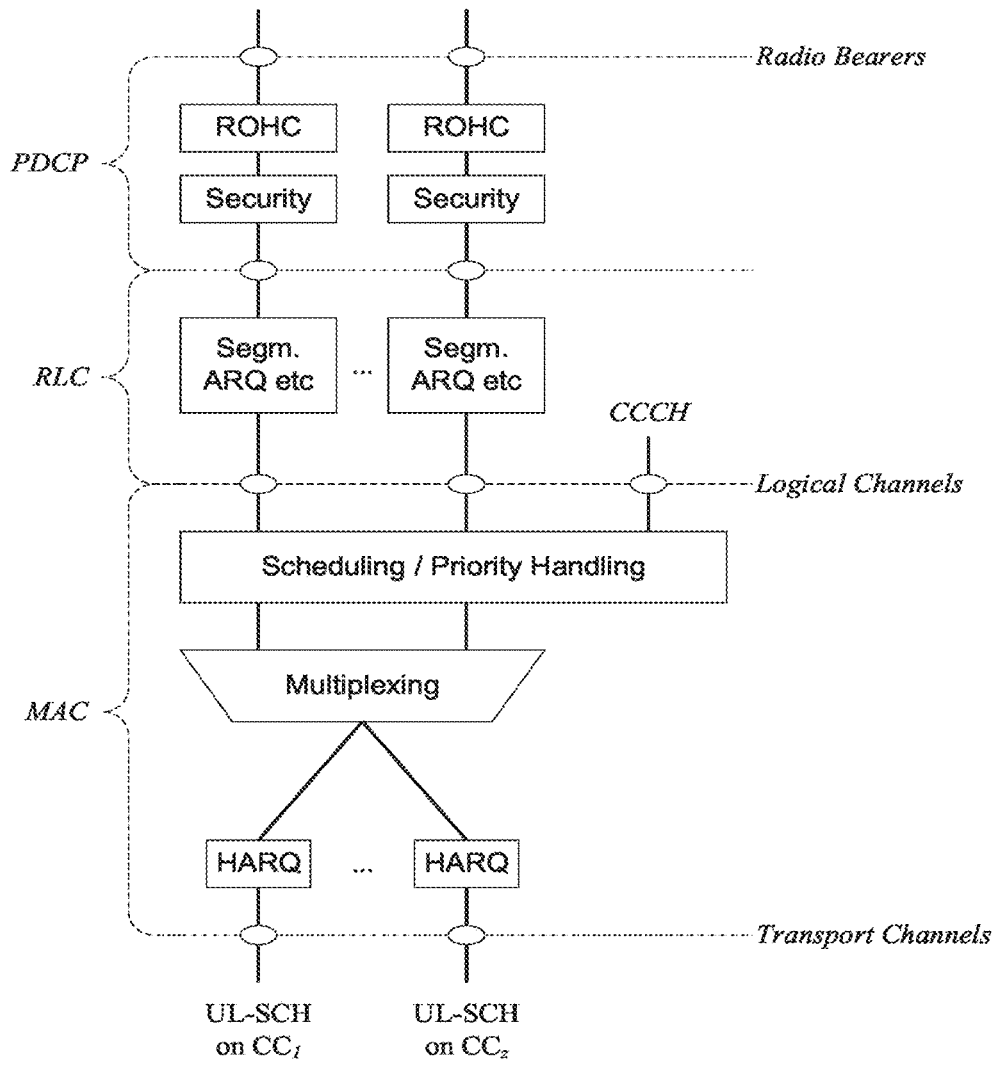 Radio Bearers
ROHC ROHC
PDCP
Security Security
Segm. Segm.
ARQ etc ... ARQ etc
RLC
CCCH
Logical Channels
Scheduling / Priority Handling
Multiplexing
MAC
HARQ ... HARQ
Transport Channels
UL-SCH UL-SCH
on CC1 on CCz